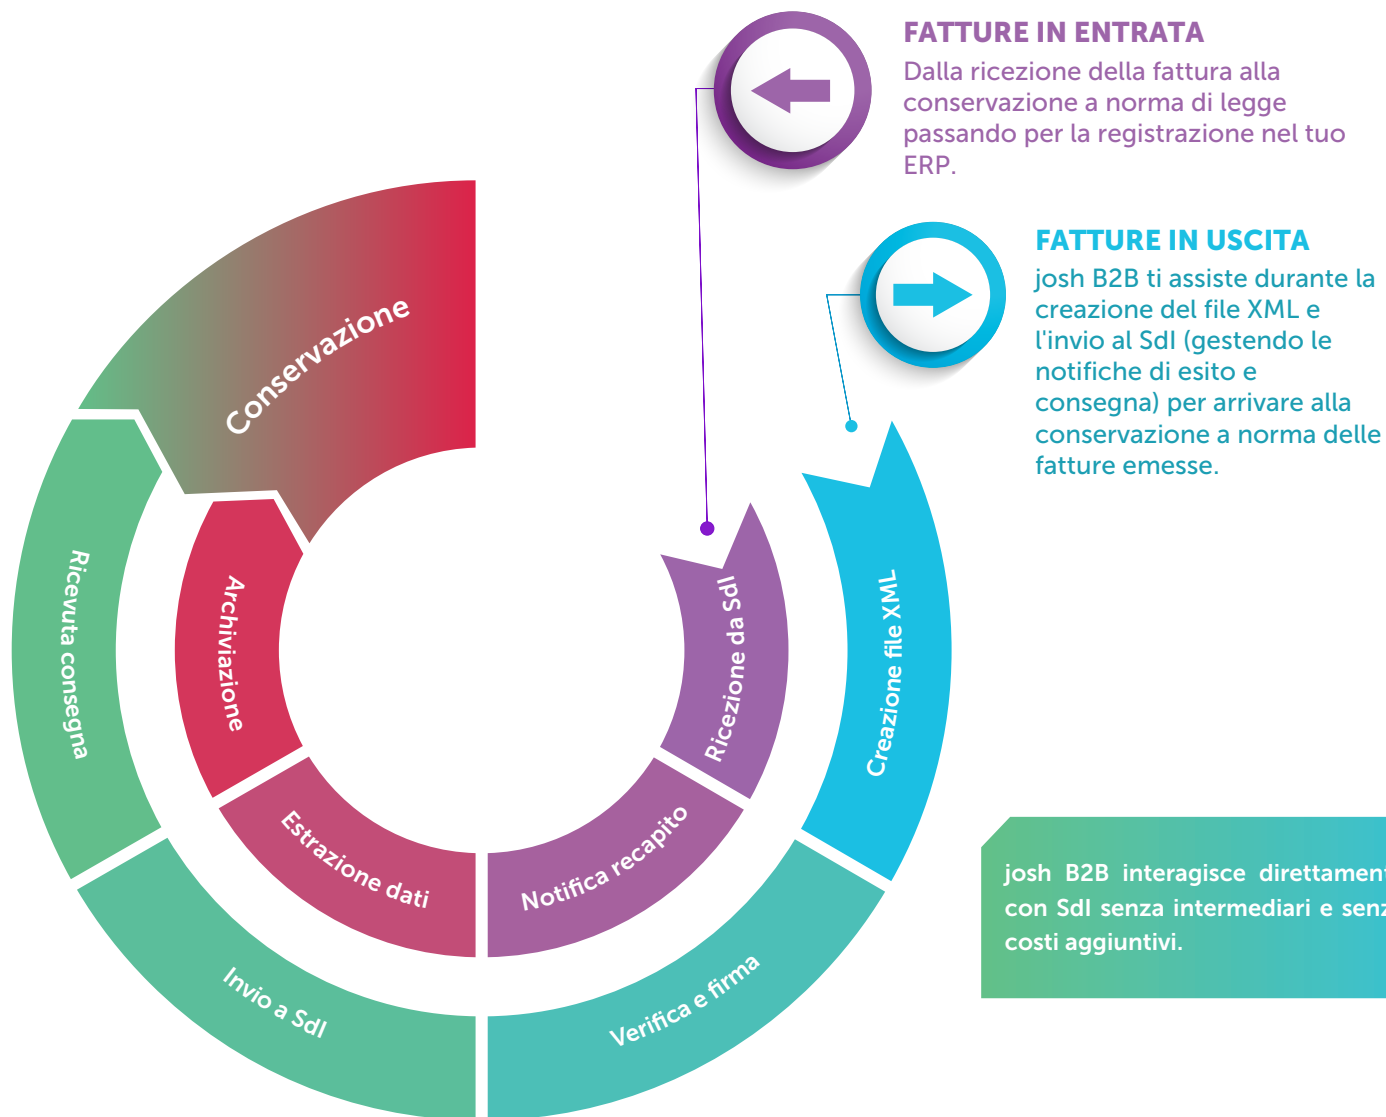 FATTURE IN ENTRATA
Dalla ricezione della fattura alla
conservazione a norma di legge
passando per la registrazione nel tuo
ERP.
FATTURE IN USCITA
josh B2B ti assiste durante la
creazione del file XML e
l'invio al SdI (gestendo le
notifiche di esito e
consegna) per arrivare alla
conservazione a norma delle
fatture emesse.
Conservazione
Ricevuta consegna
Archiviazione
Ricezione da SdI
Creazione file XML
Estrazione dati
Notifica recapito
Invio a SdI
Verifica e firma
josh B2B interagisce direttament
con SdI senza intermediari e senz
costi aggiuntivi.